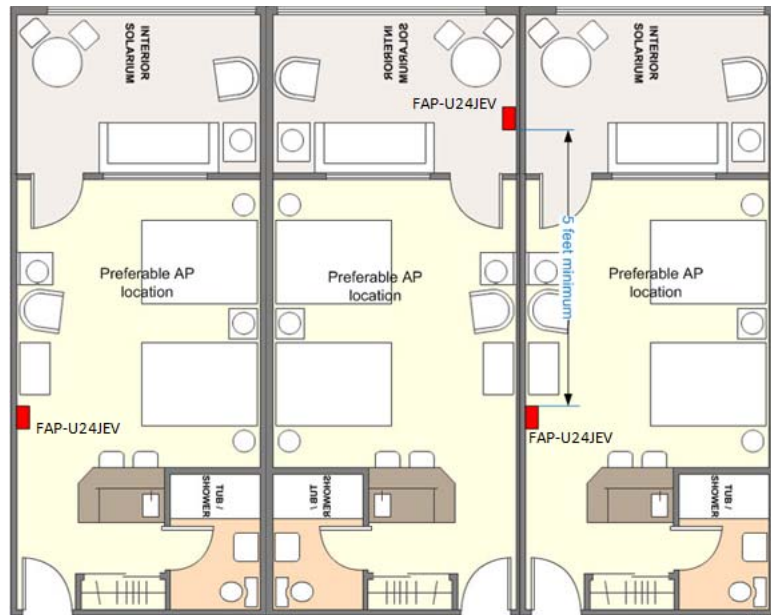 INTERIOR
SOLARIUM
INTERIOR
SOLARIUM
INTERIOR
SOLARIUM
FAP-U24JEV
5 feet minimum
Preferable AP
location
Preferable AP
location
Preferable AP
location
FAP-U24JEV
FAP-U24JEV
TUB /
SHOWER
TUB /
SHOWER
TUB /
SHOWER